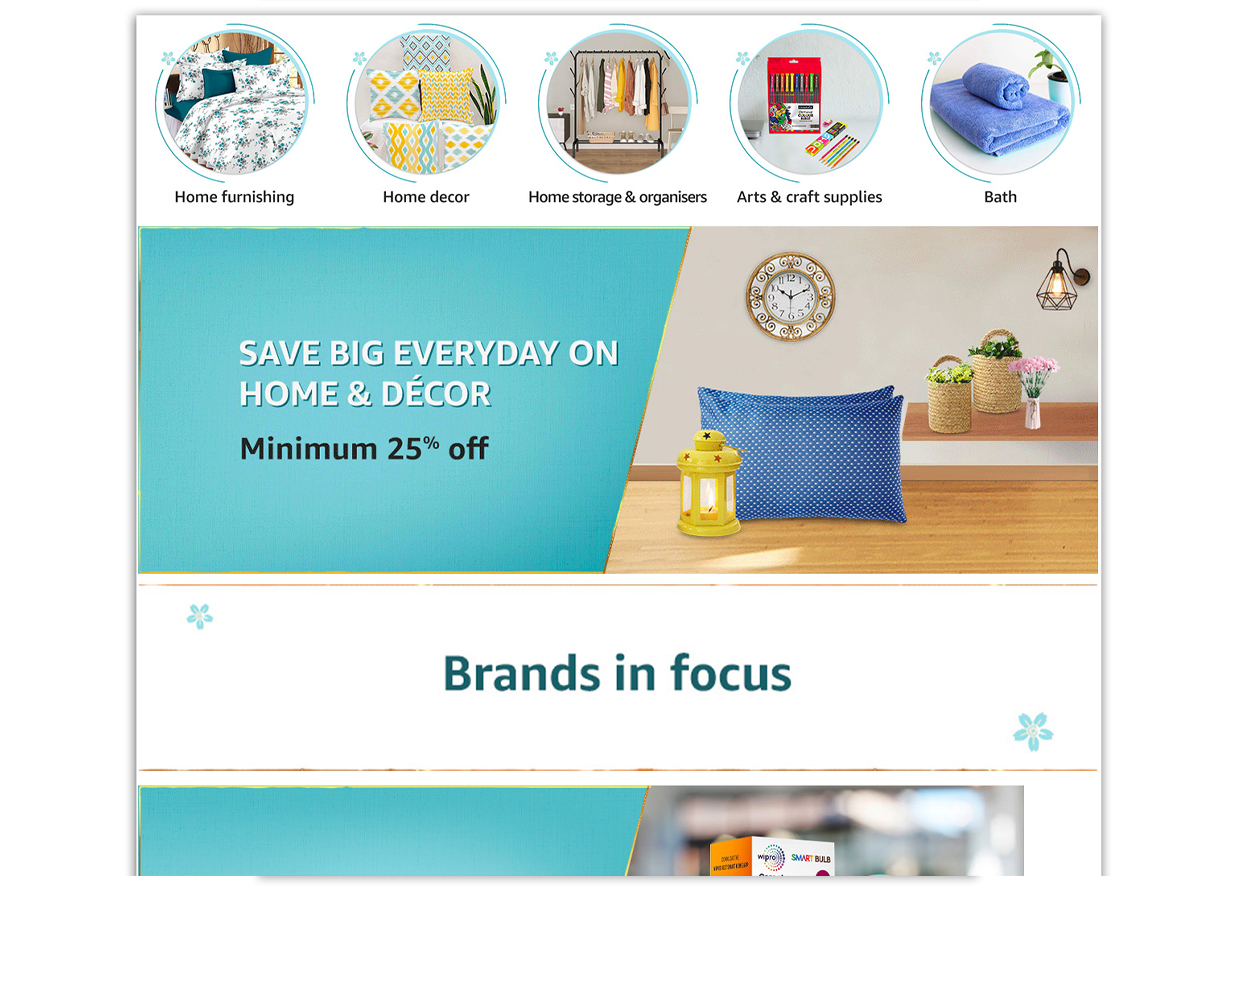 Home furnishing
Home decor
Home storage & organisers
Arts & craft supplies
Bath
SAVE BIG EVERYDAY ON
HOME & DÉCOR
Minimum 25% off
Brands in focus
wipro
SMART BULB